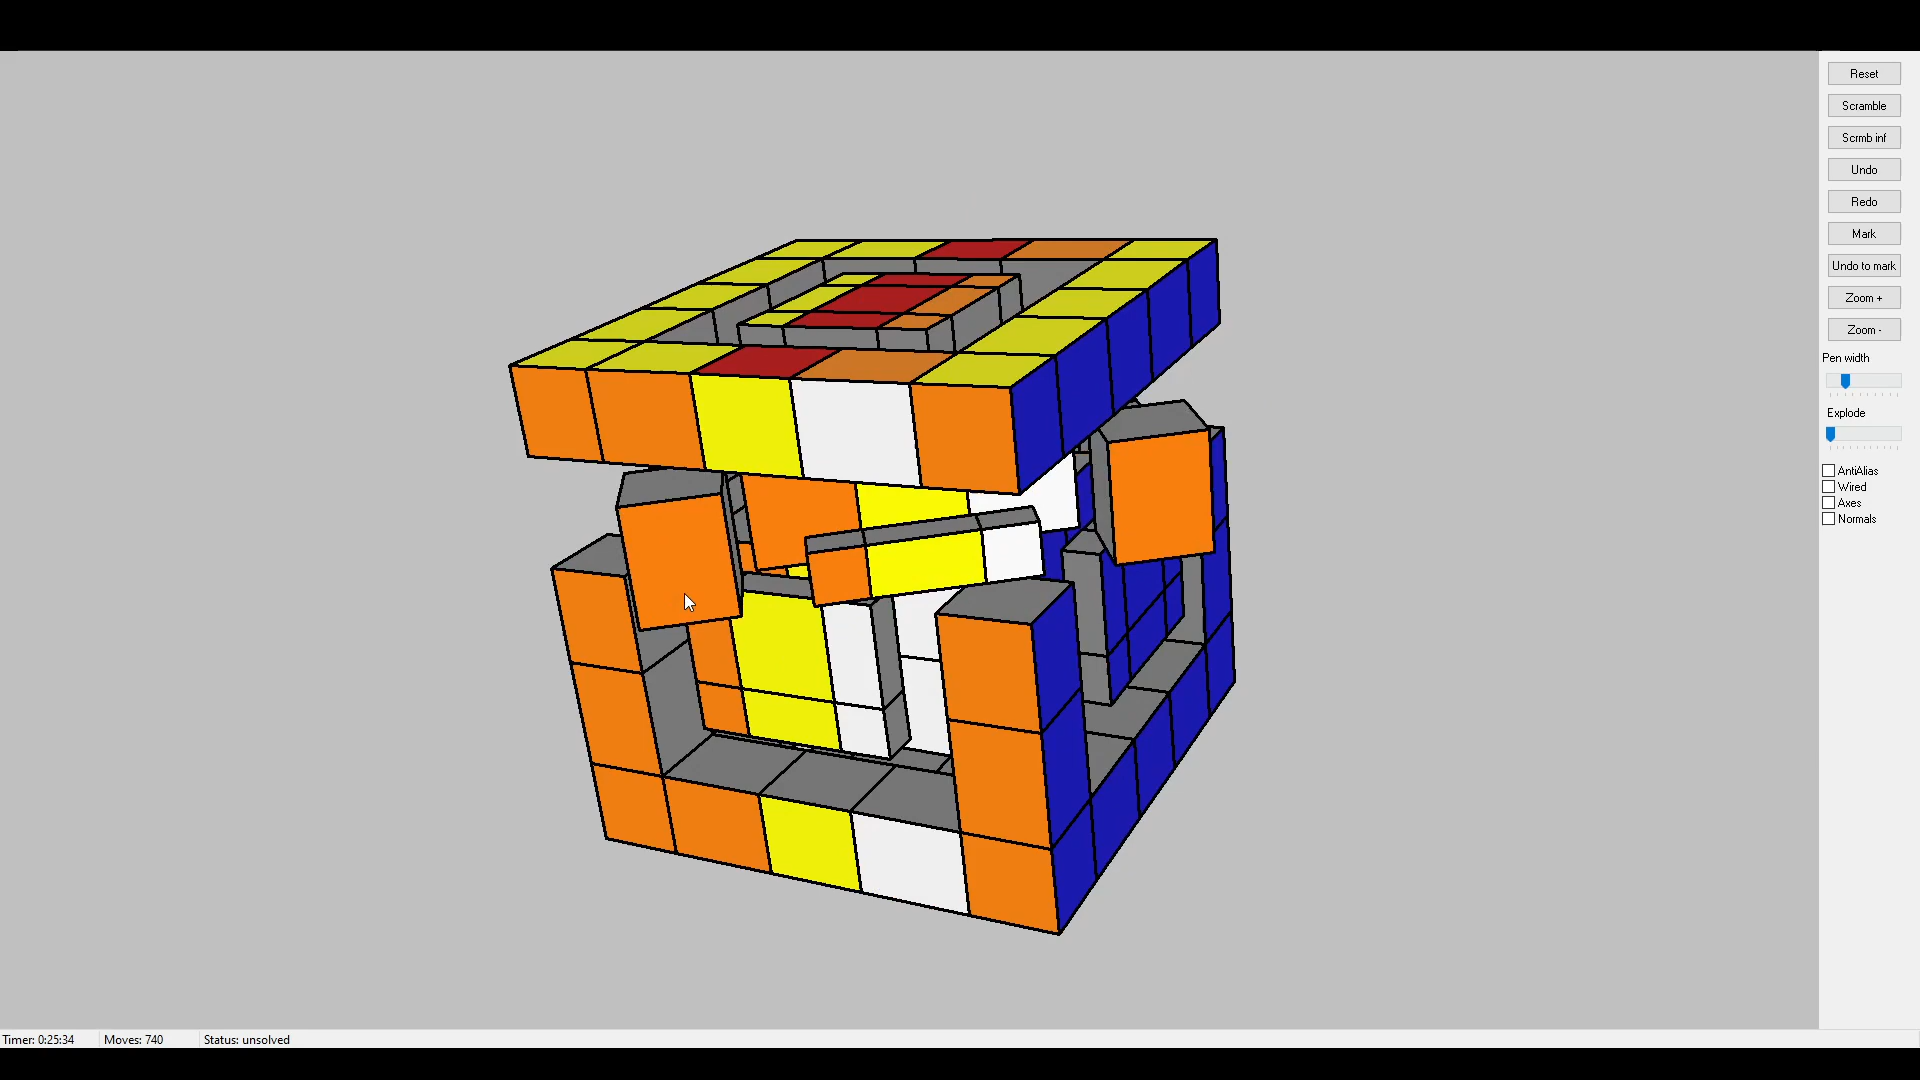 Reset
Scramble
Scrmb inf
Undo
Redo
Mark
Undo to mark
Zoom +
Zoom -
Pen width
Explode
AntiAlias
Wired
Axes
Normals
Timer: 0:25:34 Moves: 740 Status: unsolved